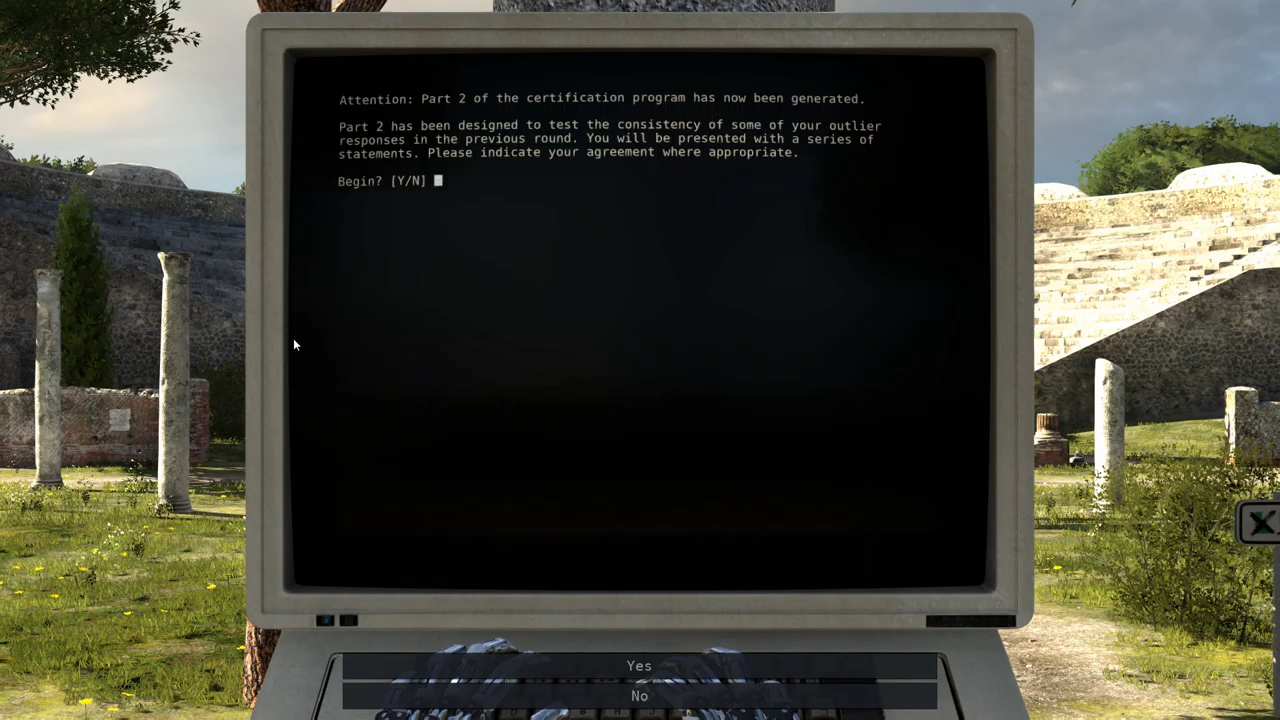 Attention: Part 2 of the certification program has now been generated.
Part 2 has been designed to test the consistency of some of your outlier
responses in the previous round. You will be presented with a series of
statements. Please indicate your agreement where appropriate.
Begin? [Y/N]
Yes
No